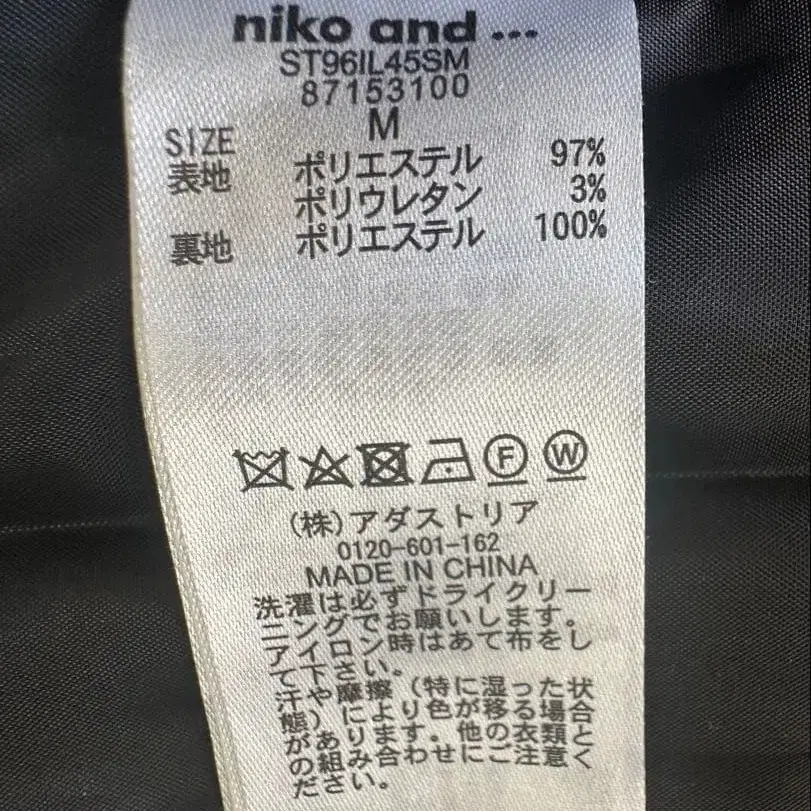 niko and ...
ST96IL45SM
87153100
SIZE M
表地 ポリエステル 97%
ポリウレタン 3%
裏地 ポリエステル 100%
F W
(株)アダストリア
0120-601-162
MADE IN CHINA
洗濯は必ずドライクリー
ニングでお願いします。
アイロン時はあて布をし
て下さい。
汗や摩擦（特に湿った状
態）により色が移る場合
があります。他の衣類と
の組み合わせにご注意く
ださい。